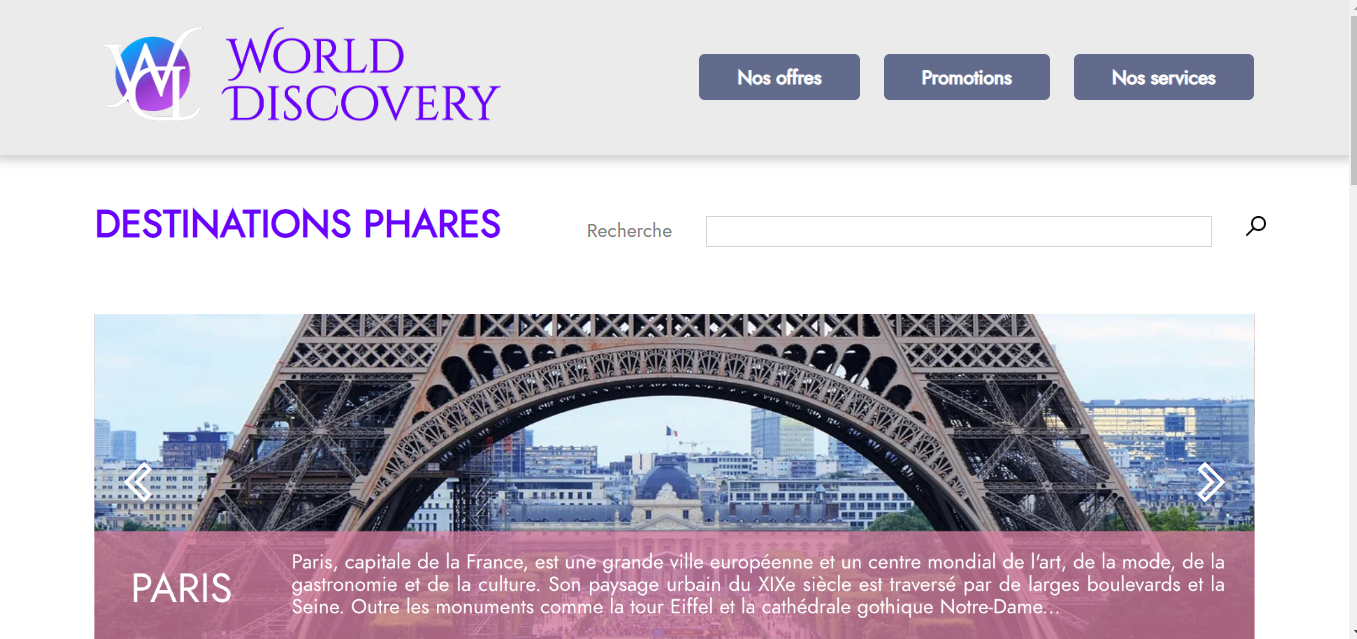 WORLD
DISCOVERY
Nos offres
Promotions
Nos services
DESTINATIONS PHARES
Recherche
PARIS
Paris, capitale de la France, est une grande ville européenne et un centre mondial de l'art, de la mode, de la
gastronomie et de la culture. Son paysage urbain du XIXe siècle est traversé par de larges boulevards et la
Seine. Outre les monuments comme la tour Eiffel et la cathédrale gothique Notre-Dame...